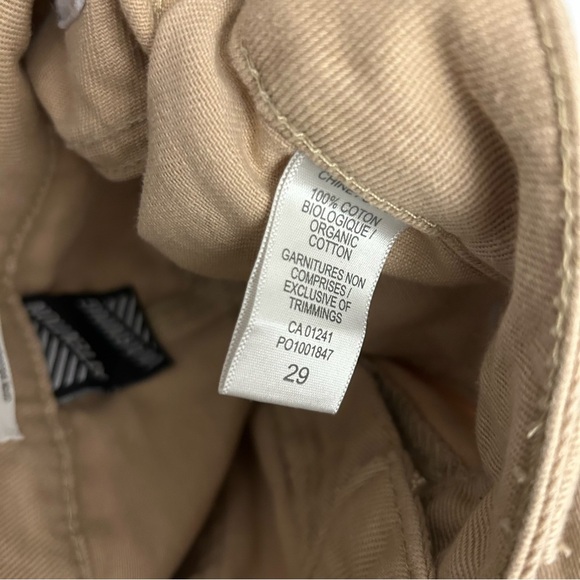 100% COTON
BIOLOGIQUE /
ORGANIC
COTTON
GARNITURES NON
COMPRISES /
EXCLUSIVE OF
TRIMMINGS
CA 01241
PO1001847
29